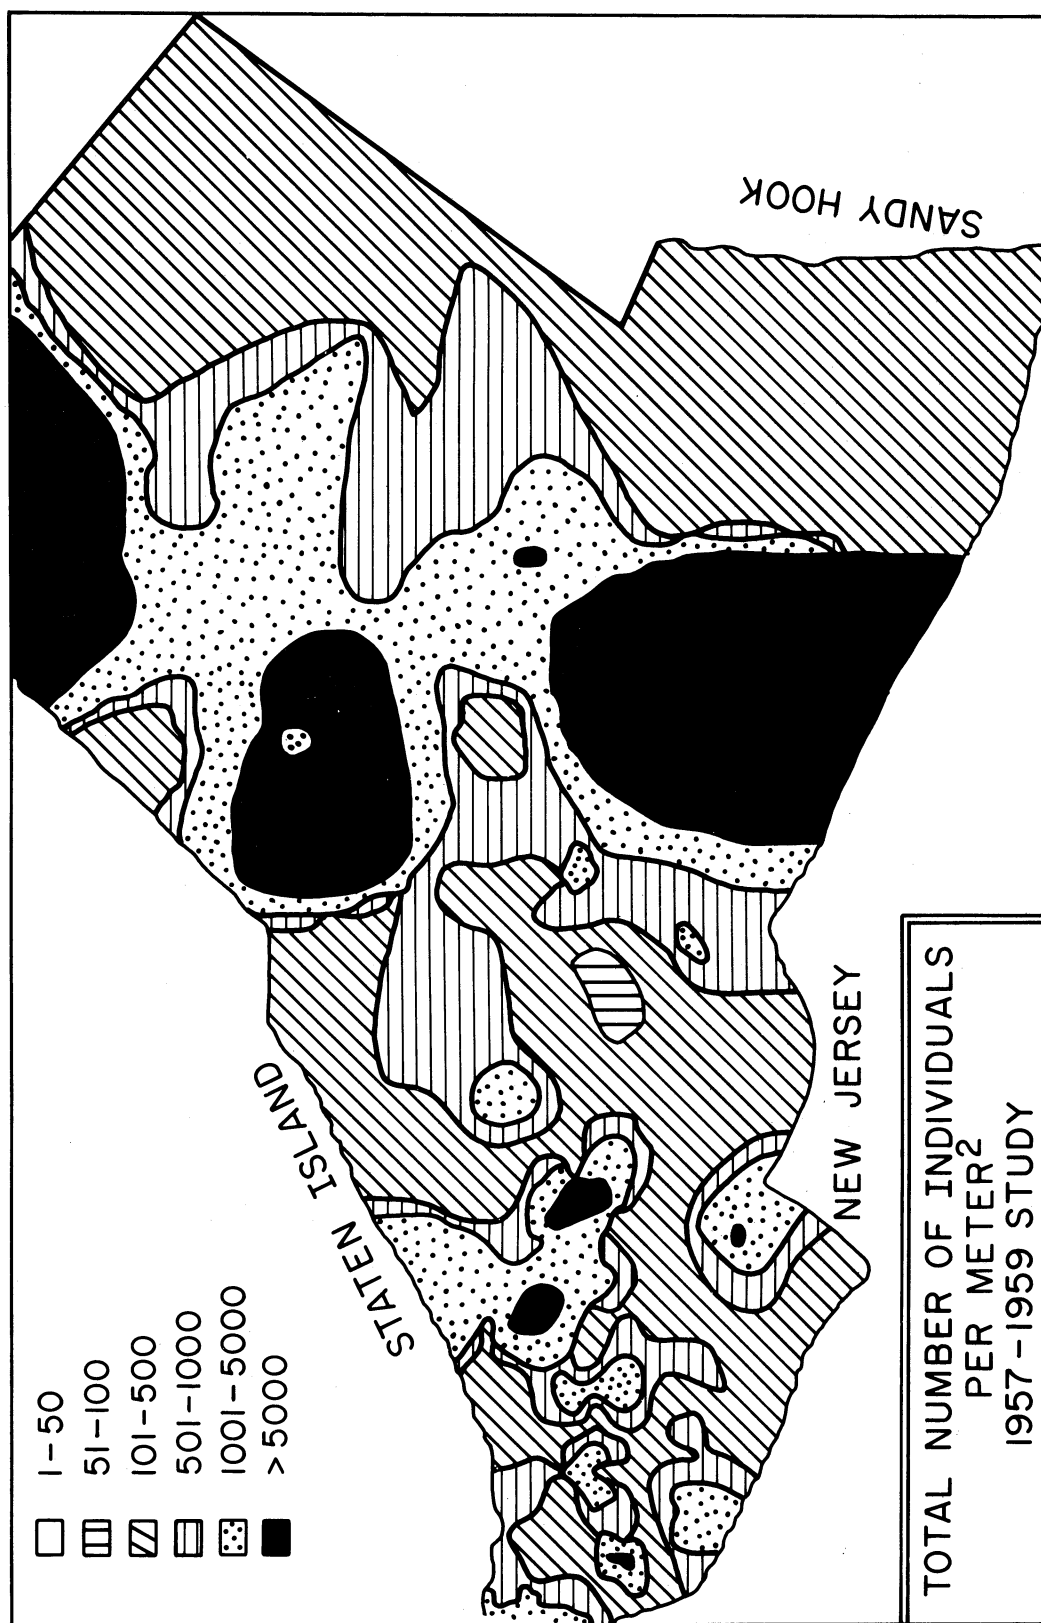 1-50
51-100
101-500
501-1000
1001-5000
>5000
STATEN ISLAND
SANDY HOOK
NEW JERSEY
TOTAL NUMBER OF INDIVIDUALS
PER METER²
1957-1959 STUDY